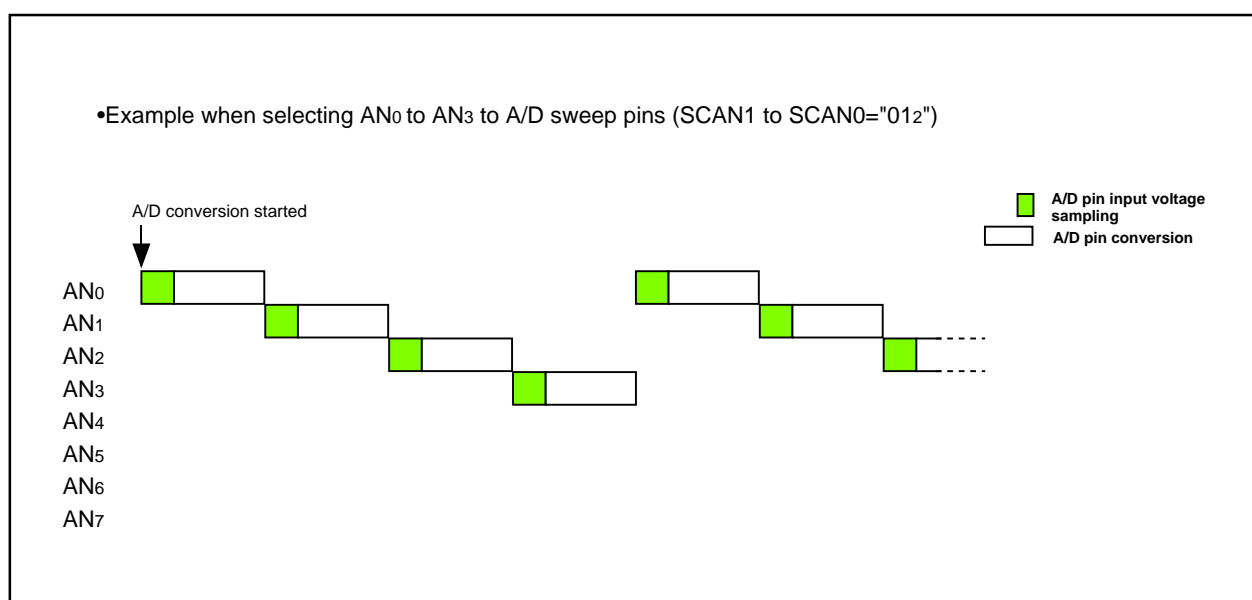 •Example when selecting AN0 to AN3 to A/D sweep pins (SCAN1 to SCAN0="012")
A/D conversion started
A/D pin input voltage
sampling
A/D pin conversion
AN0
AN1
AN2
AN3
AN4
AN5
AN6
AN7